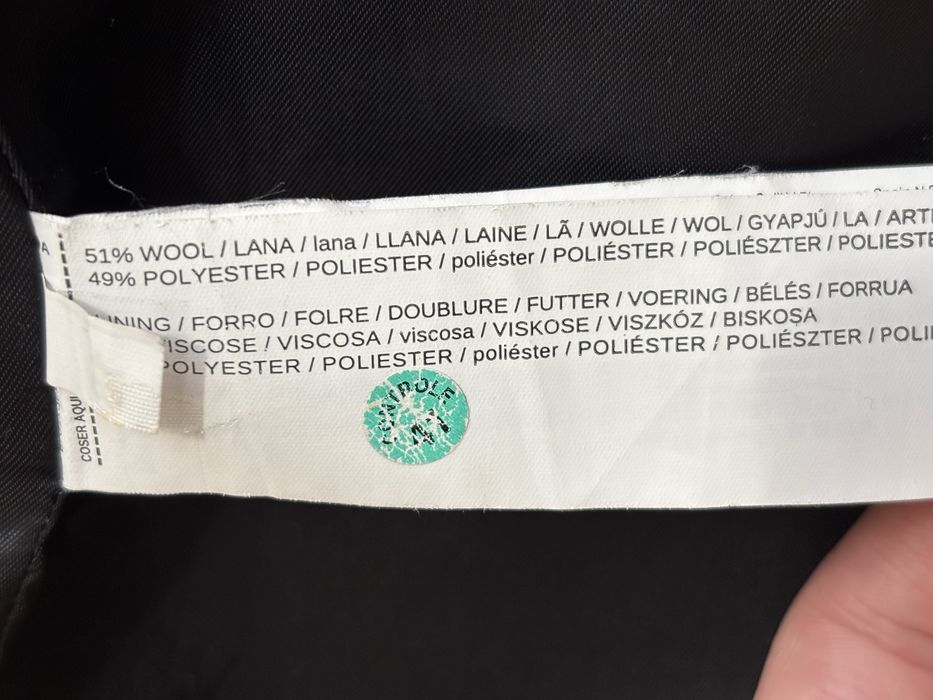 51% WOOL / LANA / lana / LLANA / LAINE / LÃ / WOLLE / WOL / GYAPJÚ / LA / ARTI
49% POLYESTER / POLIESTER / poliéster / POLIÉSTER / POLIÉSZTER / POLIESTE
LINING / FORRO / FOLRE / DOUBLURE / FUTTER / VOERING / BÉLÉS / FORRUA
VISCOSE / VISCOSA / viscosa / VISKOSE / VISZKÓZ / BISKOSA
POLYESTER / POLIESTER / poliéster / POLIÉSTER / POLIÉSZTER / POLI
COSER AQUI
CONTROLE
41